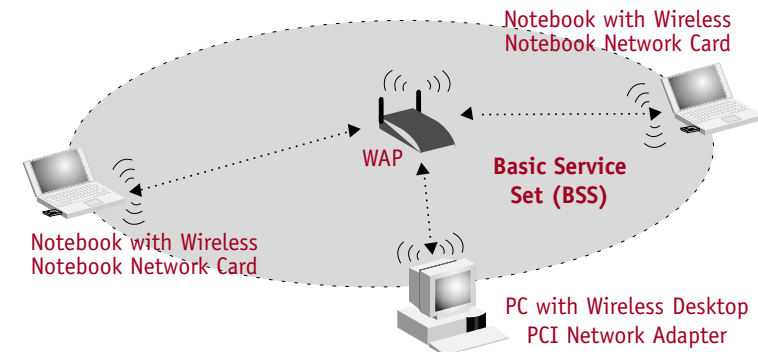 Notebook with Wireless
Notebook Network Card
WAP
Basic Service
Set (BSS)
Notebook with Wireless
Notebook Network Card
PC with Wireless Desktop
PCI Network Adapter